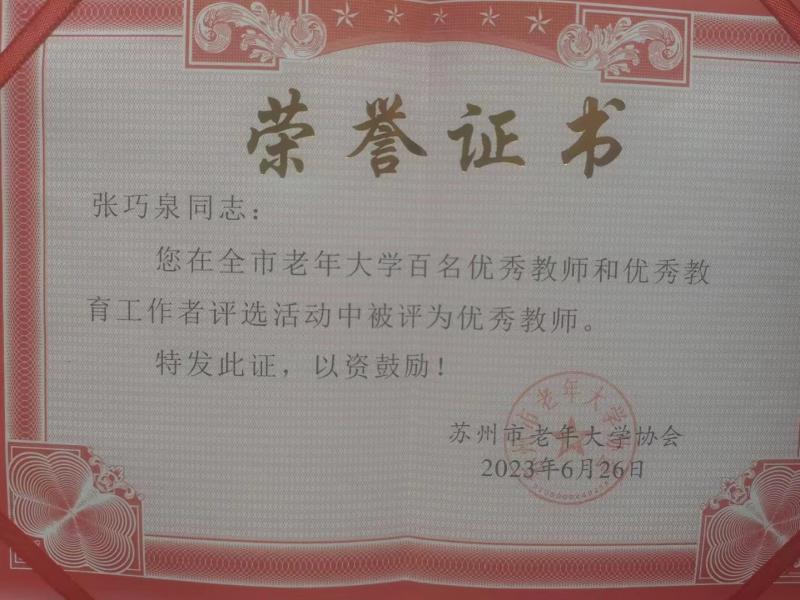 荣誉证书
张巧泉同志：
您在全市老年大学百名优秀教师和优秀教
育工作者评选活动中被评为优秀教师。
特发此证，以资鼓励！
苏州市老年大学协会
2023年6月26日